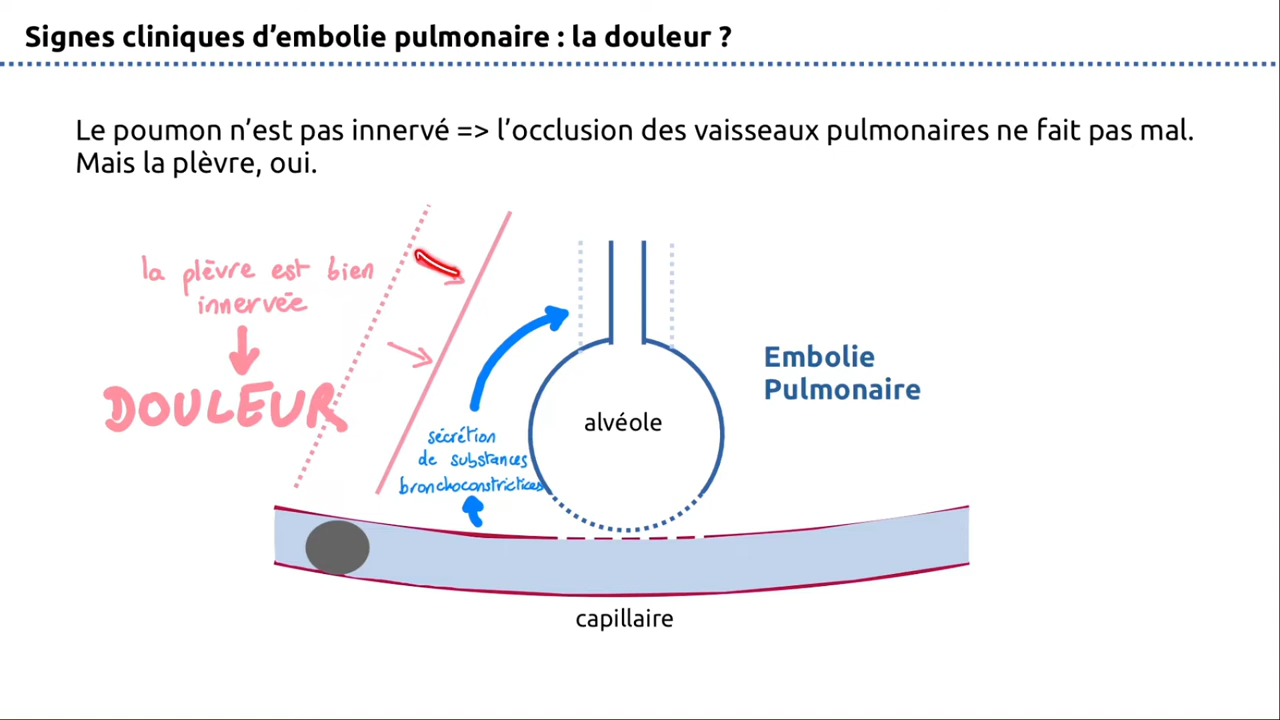 Signes cliniques d’embolie pulmonaire : la douleur ?
Le poumon n’est pas innervé => l’occlusion des vaisseaux pulmonaires ne fait pas mal.
Mais la plèvre, oui.
la plèvre est bien
innervée
DOULEUR
sécrétion
de substances
bronchoconstrictices
alvéole
Embolie
Pulmonaire
capillaire